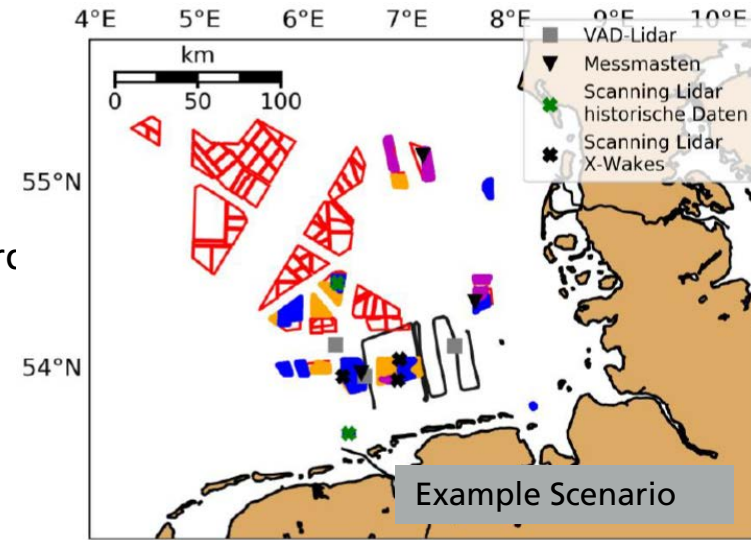 4°E 5°E 6°E 7°E 8°E 9°E 10°E
km
0 50 100
VAD-Lidar
Messmasten
Scanning Lidar
historische Daten
Scanning Lidar
X-Wakes
55°N
54°N
Example Scenario